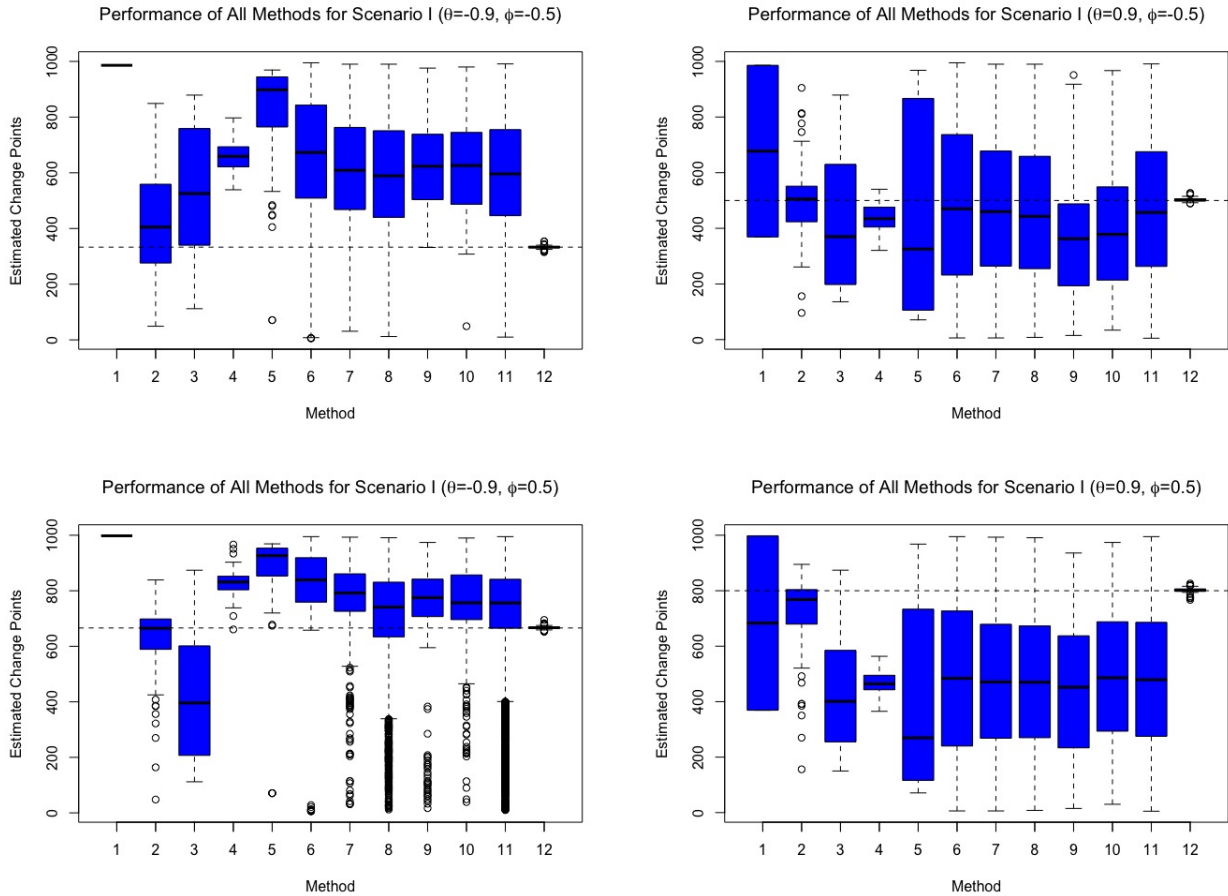 Performance of All Methods for Scenario I (θ=-0.9, ϕ=-0.5)
Estimated Change Points
1000
800
600
400
200
0
1 2 3 4 5 6 7 8 9 10 11 12
Method
Performance of All Methods for Scenario I (θ=0.9, ϕ=-0.5)
Estimated Change Points
1000
800
600
400
200
0
1 2 3 4 5 6 7 8 9 10 11 12
Method
Performance of All Methods for Scenario I (θ=-0.9, ϕ=0.5)
Estimated Change Points
1000
800
600
400
200
0
1 2 3 4 5 6 7 8 9 10 11 12
Method
Performance of All Methods for Scenario I (θ=0.9, ϕ=0.5)
Estimated Change Points
1000
800
600
400
200
0
1 2 3 4 5 6 7 8 9 10 11 12
Method